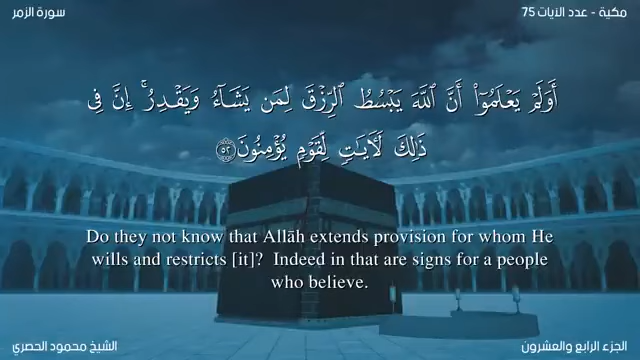 سورة الزمر
مكية - عدد الآيات 75
أَوَلَمْ يَعْلَمُوٓا۟ أَنَّ ٱللَّهَ يَبْسُطُ ٱلرِّزْقَ لِمَن يَشَآءُ وَيَقْدِرُ ۚ إِنَّ فِى
ذَٰلِكَ لَـَٔايَـٰتٍ لِّقَوْمٍ يُؤْمِنُونَ ٥٢
Do they not know that Allāh extends provision for whom He
wills and restricts [it]? Indeed in that are signs for a people
who believe.
الشيخ محمود الحصري
الجزء الرابع والعشرون